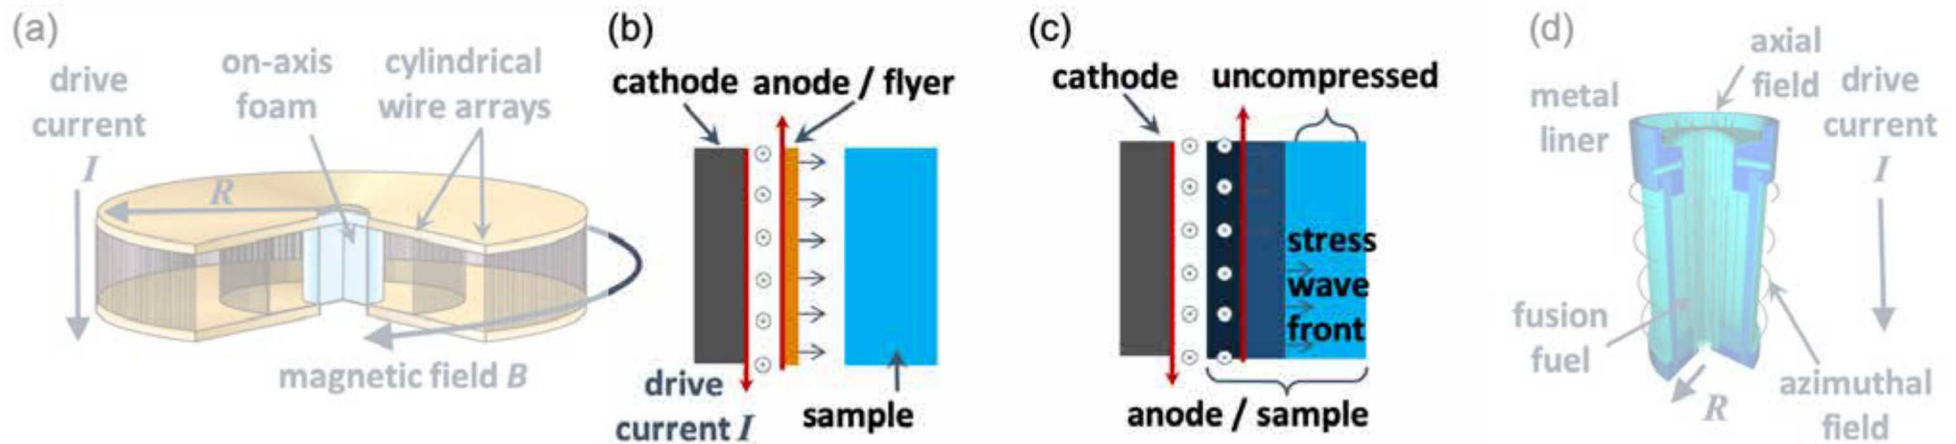 (a)
drive
current
I
on-axis
foam
cylindrical
wire arrays
R
magnetic field B
(b)
cathode
anode / flyer
drive
current I
sample
(c)
cathode
uncompressed
stress
wave
front
anode / sample
(d)
axial
field
metal
liner
drive
current
I
fusion
fuel
R
azimuthal
field